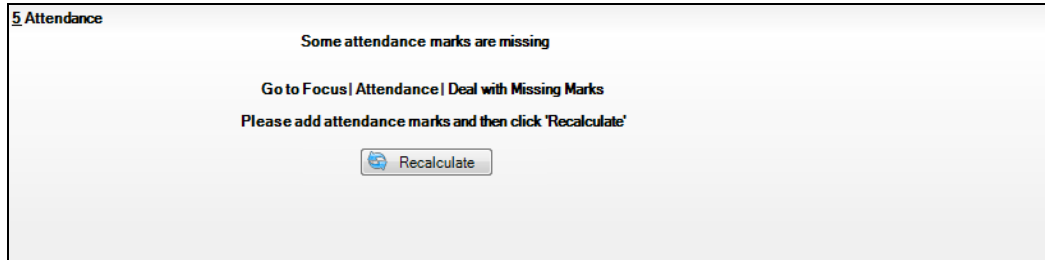 5 Attendance
Some attendance marks are missing
Go to Focus | Attendance | Deal with Missing Marks
Please add attendance marks and then click 'Recalculate'
Recalculate